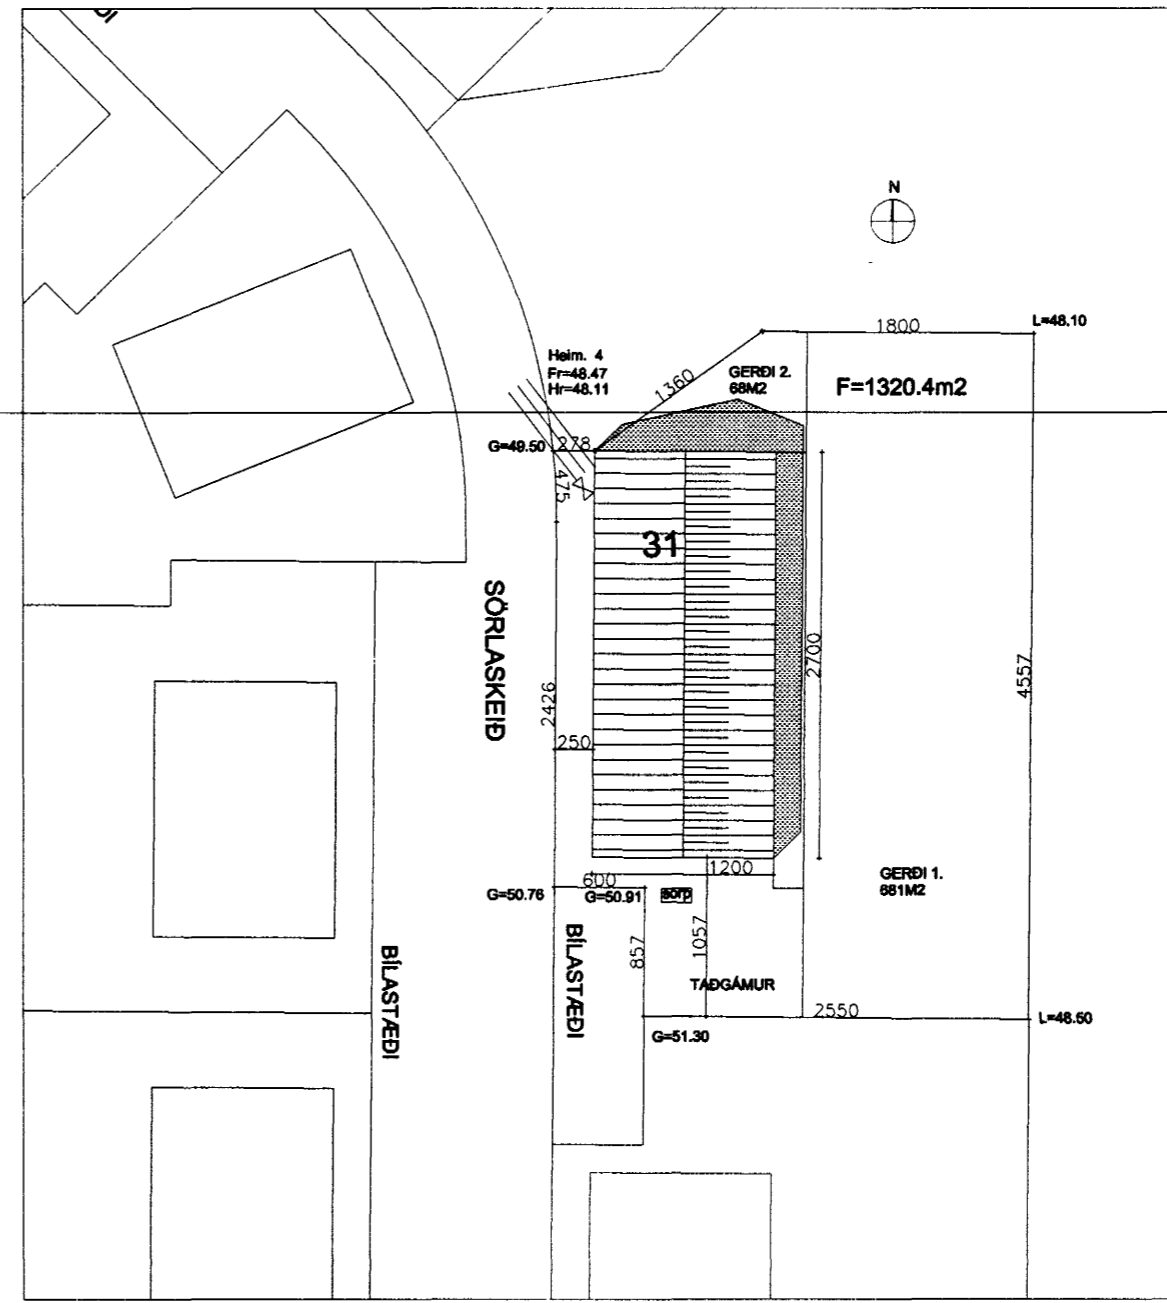 N
1800
L=48.10
Heim. 4
Fr=48.47
Hr=48.11
1360
GERÐI 2.
68M2
F=1320.4m2
G=49.50
278
475
31
SÖRLASKEIÐ
2700
4557
2426
250
1200
600
GERÐI 1.
681M2
G=50.76
G=50.91
sorp
BÍLASTÆÐI
857
1057
BÍLASTÆÐI
TAÐGÁMUR
2550
L=48.50
G=51.30